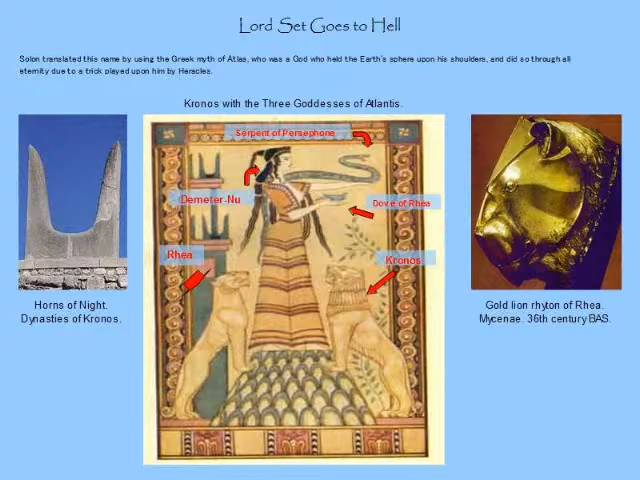 Lord Set Goes to Hell
Solon translated this name by using the Greek myth of Atlas, who was a God who held the Earth's sphere upon his shoulders, and did so through all
eternity due to a trick played upon him by Heracles.
Kronos with the Three Goddesses of Atlantis.
Serpent of Persephone
Demeter-Nu
Dove of Rhea
Rhea
Kronos
Horns of Night.
Dynasties of Kronos.
Gold lion rhyton of Rhea.
Mycenae. 36th century BAS.